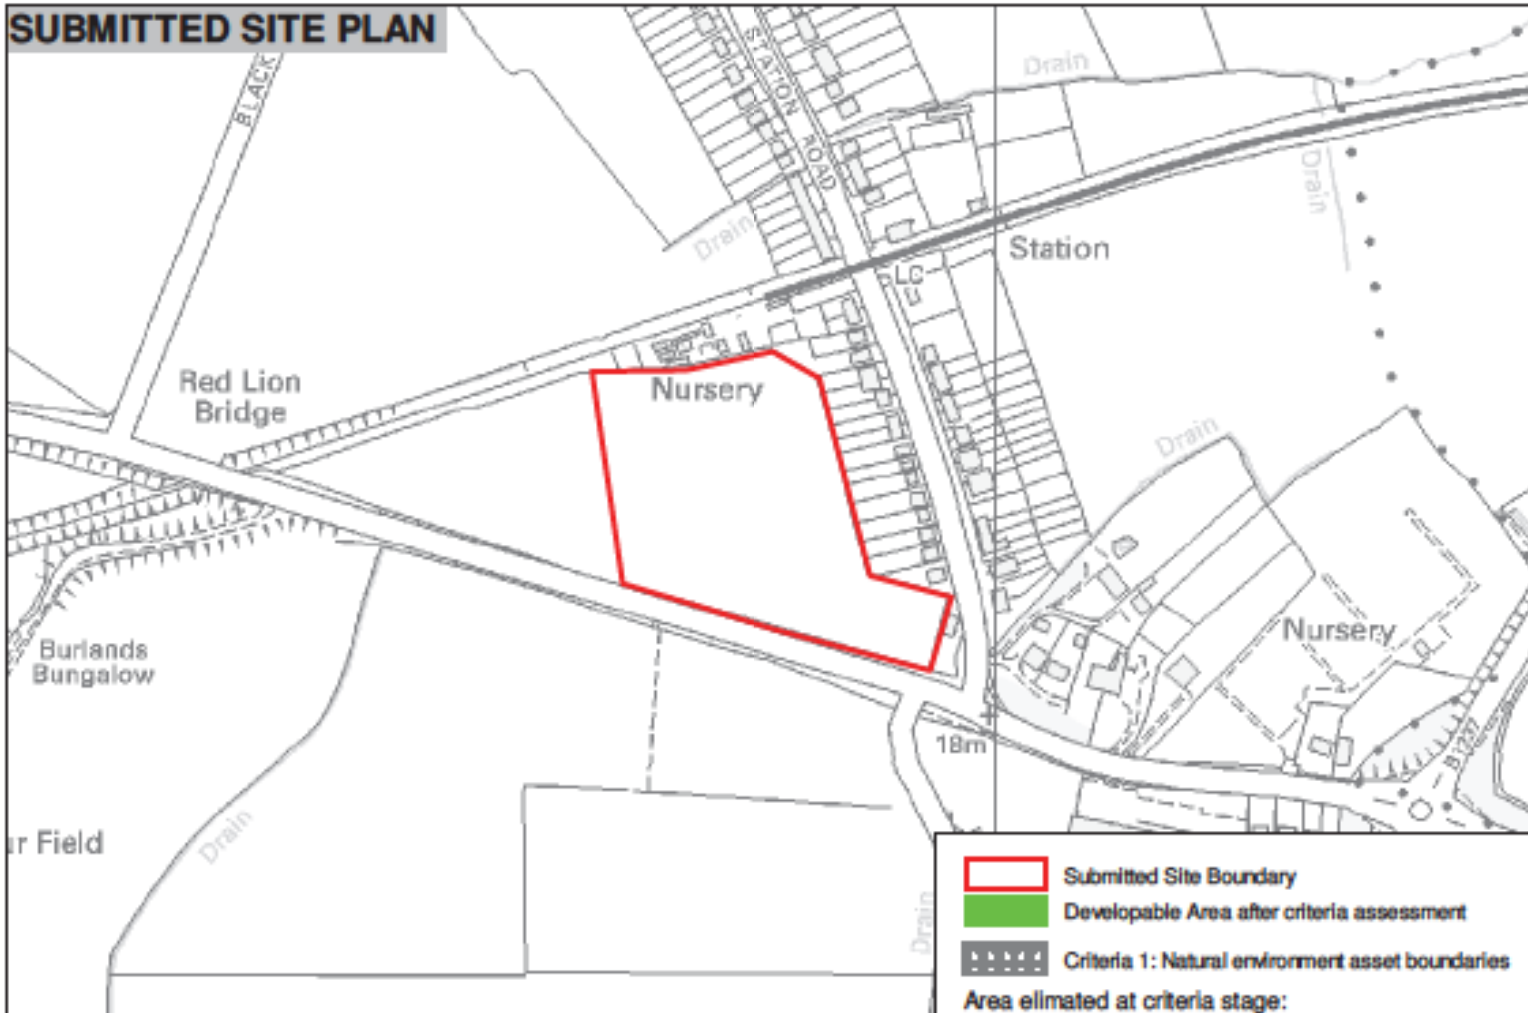 SUBMITTED SITE PLAN
BLACK
STATION ROAD
Drain
Drain
Drain
Station
LC
Red Lion
Bridge
Nursery
Drain
Burlands
Bungalow
Nursery
18m
B1237
Drain
ur Field
Drain
Submitted Site Boundary
Developable Area after criteria assessment
Criteria 1: Natural environment asset boundaries
Area elimated at criteria stage: